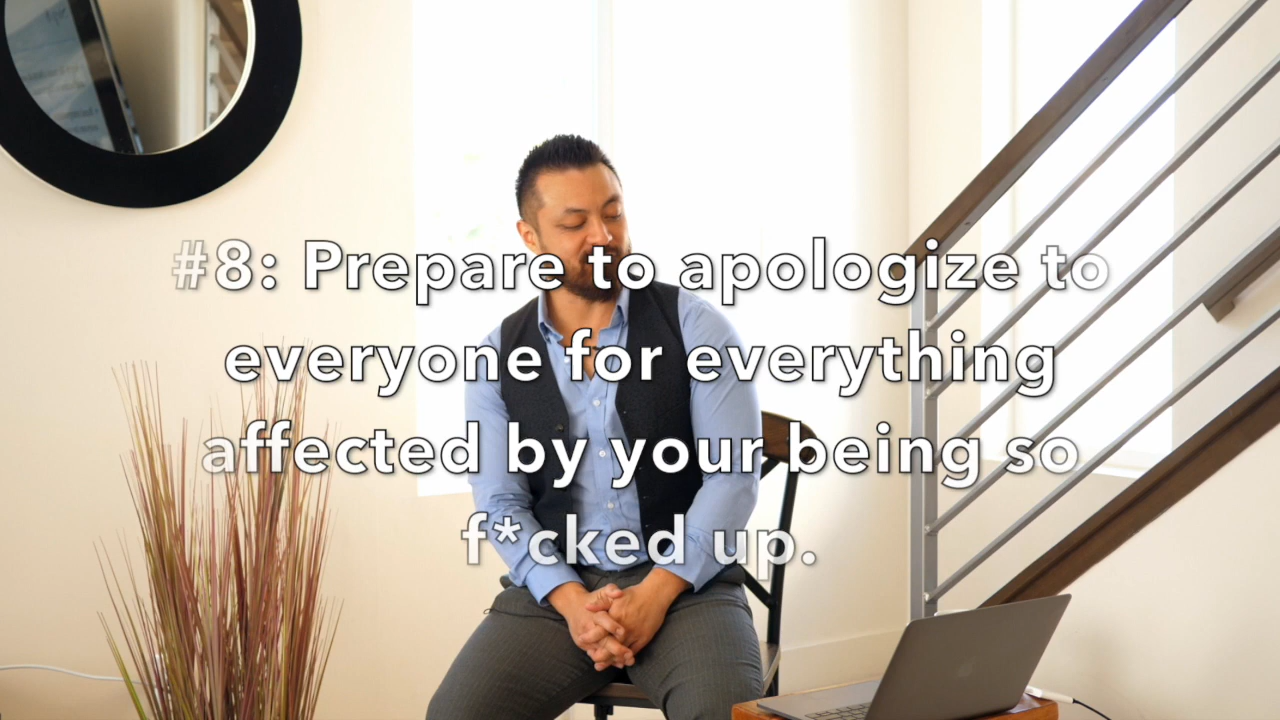 #8: Prepare to apologize to
everyone for everything
affected by your being so
f*cked up.